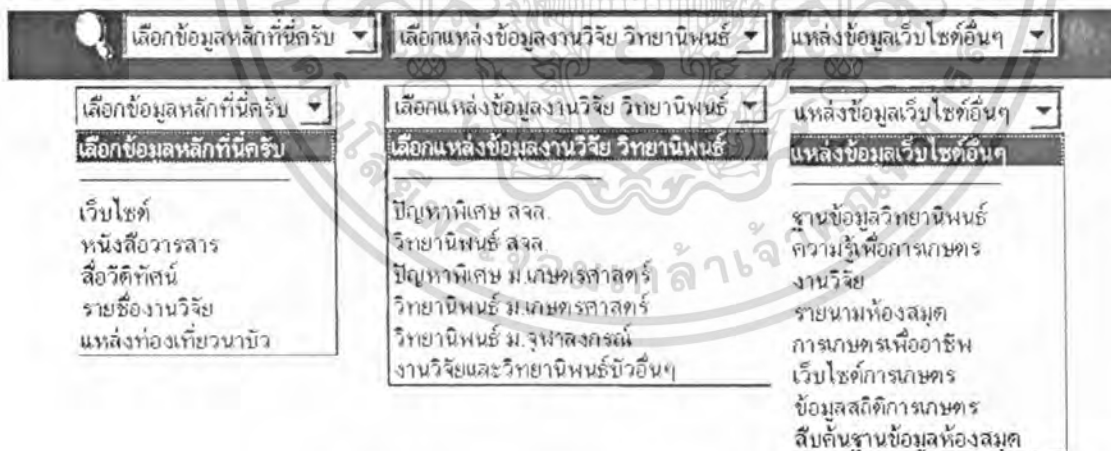 เลือกข้อมูลหลักที่นี่ครับ เลือกแหล่งข้อมูลงานวิจัย วิทยานิพนธ์ แหล่งข้อมูลเว็บไซต์อื่นๆ
เลือกข้อมูลหลักที่นี่ครับ
เลือกข้อมูลหลักที่นี่ครับ
เว็บไซต์
หนังสือวารสาร
สื่อวีดิทัศน์
รายชื่องานวิจัย
แหล่งท่องเที่ยวนาบัว
เลือกแหล่งข้อมูลงานวิจัย วิทยานิพนธ์
เลือกแหล่งข้อมูลงานวิจัย วิทยานิพนธ์
ปัญหาพิเศษ สจล.
วิทยานิพนธ์ สจล.
ปัญหาพิเศษ ม.เกษตรศาสตร์
วิทยานิพนธ์ ม.เกษตรศาสตร์
วิทยานิพนธ์ ม.จุฬาลงกรณ์
งานวิจัยและวิทยานิพนธ์บัวอื่นๆ
แหล่งข้อมูลเว็บไซต์อื่นๆ
แหล่งข้อมูลเว็บไซต์อื่นๆ
ฐานข้อมูลวิทยานิพนธ์
ความรู้เพื่อการเกษตร
งานวิจัย
รายนามห้องสมุด
การเกษตรเพื่ออาชีพ
เว็บไซต์การเกษตร
ข้อมูลสถิติการเกษตร
สืบค้นฐานข้อมูลห้องสมุด